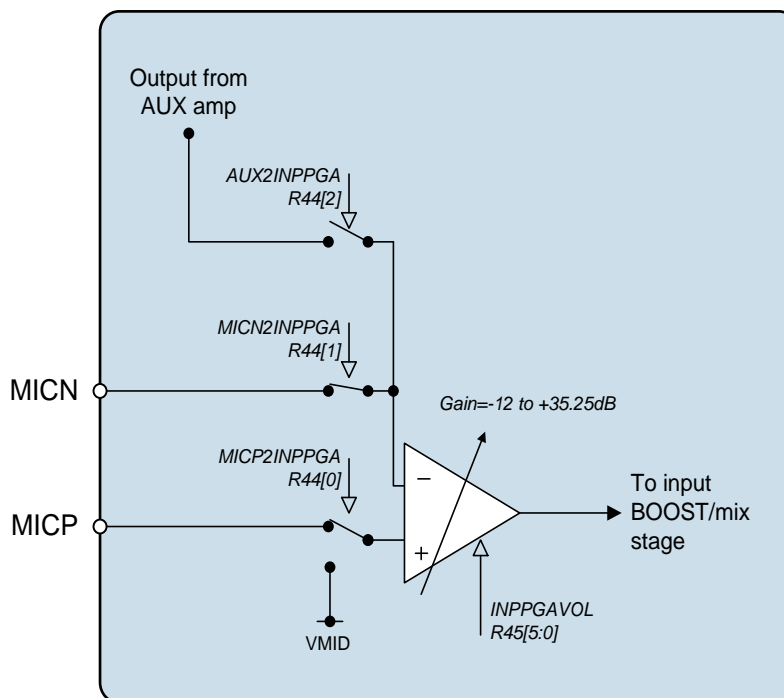 Output from
AUX amp
AUX2INPPGA
R44[2]
MICN2INPPGA
R44[1]
MICN
Gain=-12 to +35.25dB
MICP2INPPGA
R44[0]
MICP
−
+
To input
BOOST/mix
stage
VMID
INPPGAVOL
R45[5:0]